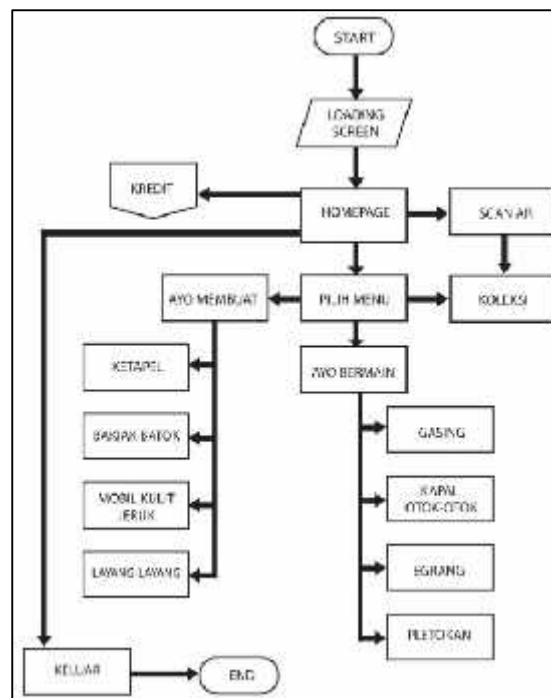 START
LOADING
SCREEN
KREDIT
HOMEPAGE
SCAN AR
AYO MEMBUAT
PILIH MENU
KOLEKSI
KETAPEL
AYO BERMAIN
BAKIAK BATOK
GASING
MOBIL KULIT
JERUK
KAPAL
OTOK-OTOK
LAYANG LAYANG
EGRANG
PLETOKAN
KELUAR
END